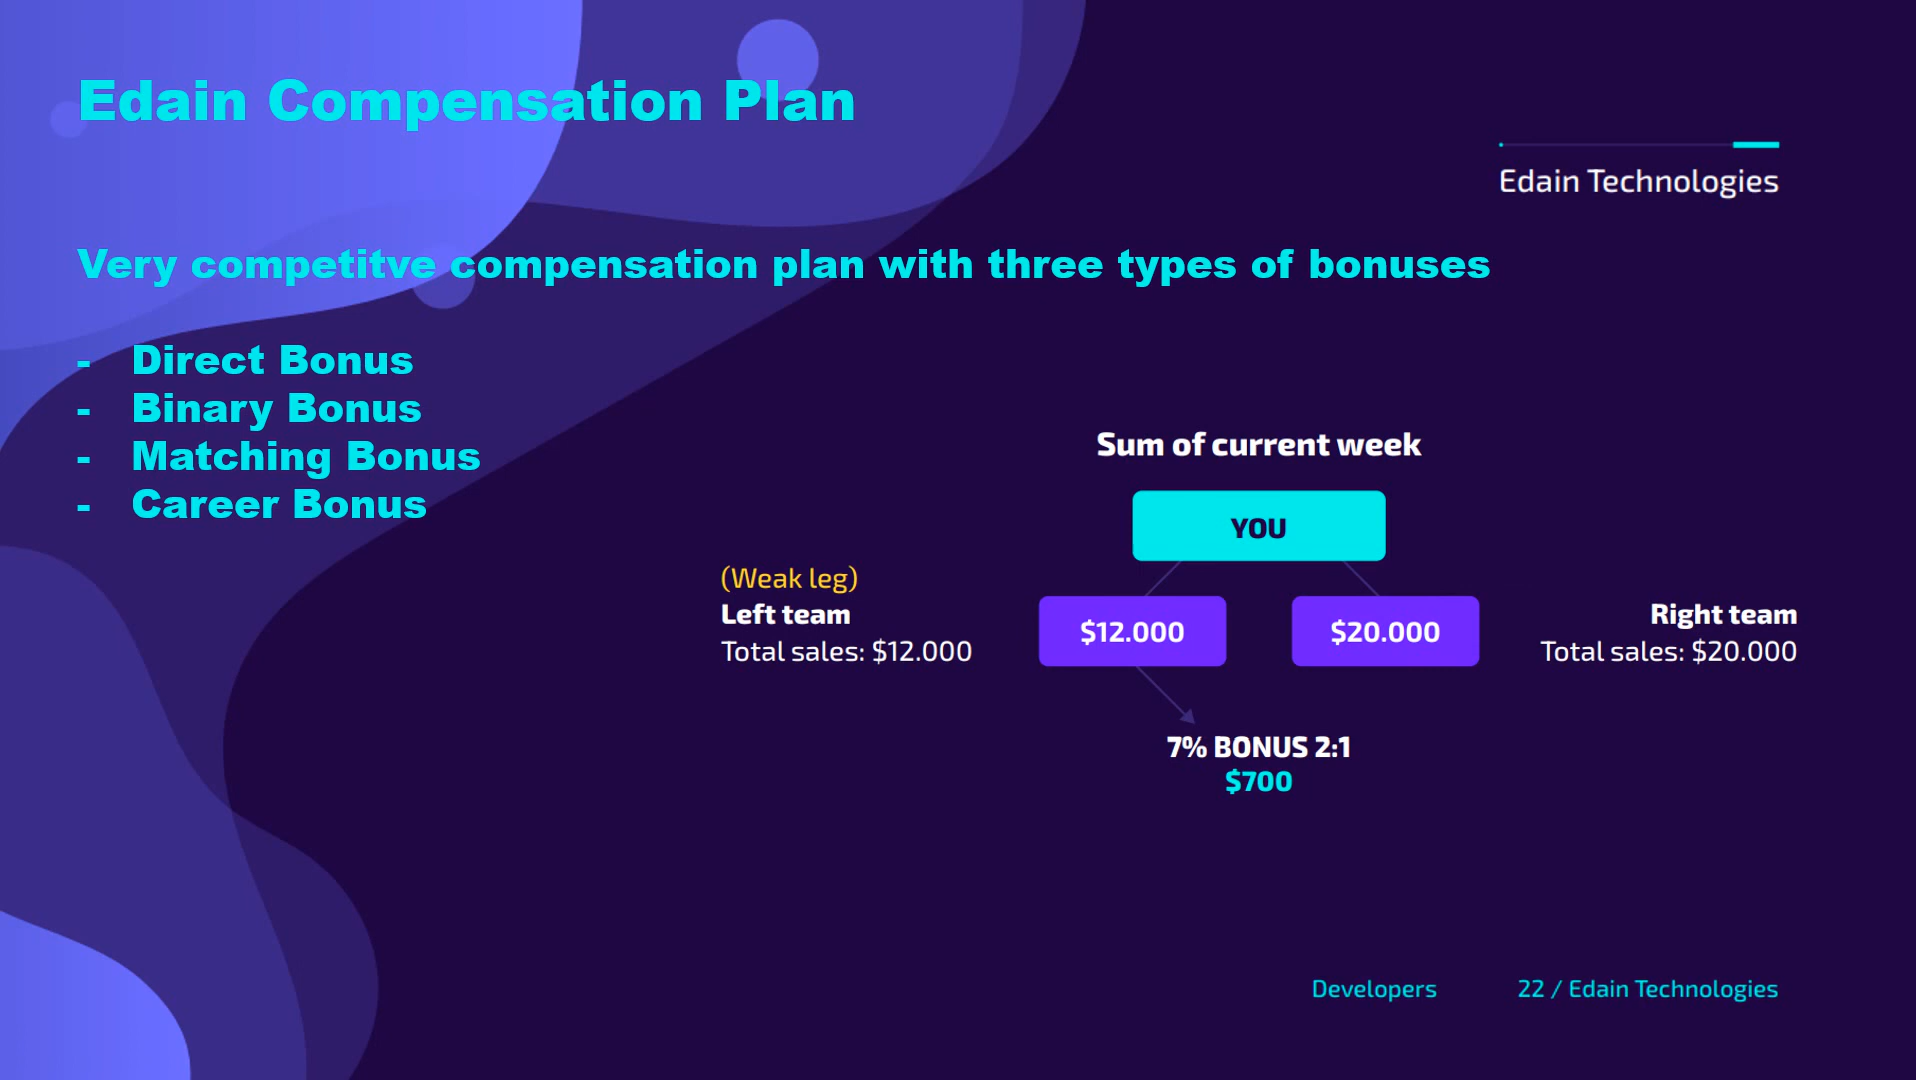 Edain Compensation Plan
Edain Technologies
Very competitve compensation plan with three types of bonuses
- Direct Bonus
- Binary Bonus
- Matching Bonus
- Career Bonus
Sum of current week
YOU
(Weak leg)
Left team
Total sales: $12.000
$12.000
$20.000
Right team
Total sales: $20.000
7% BONUS 2:1
$700
Developers
22 / Edain Technologies